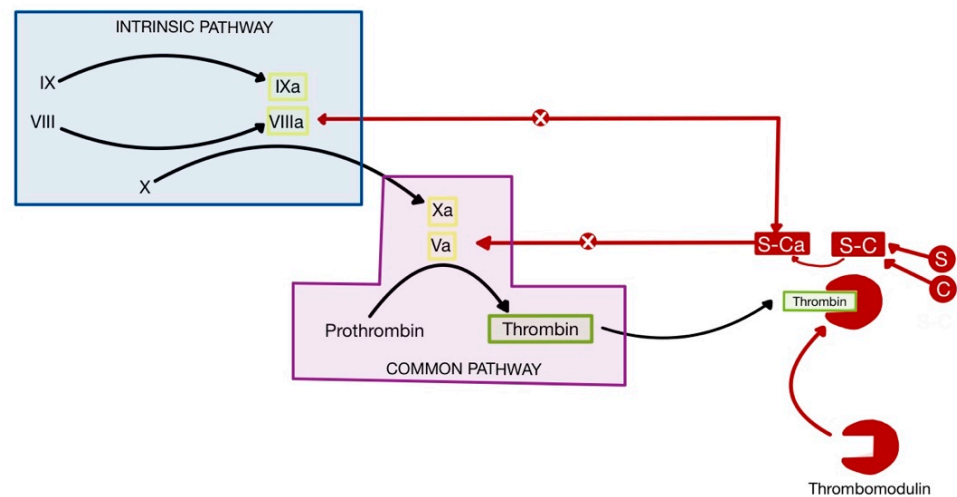 INTRINSIC PATHWAY
IX
IXa
VIII
VIIIa
X
Xa
Va
S-Ca
S-C
S
C
Thrombin
S-C
Prothrombin
Thrombin
COMMON PATHWAY
Thrombomodulin